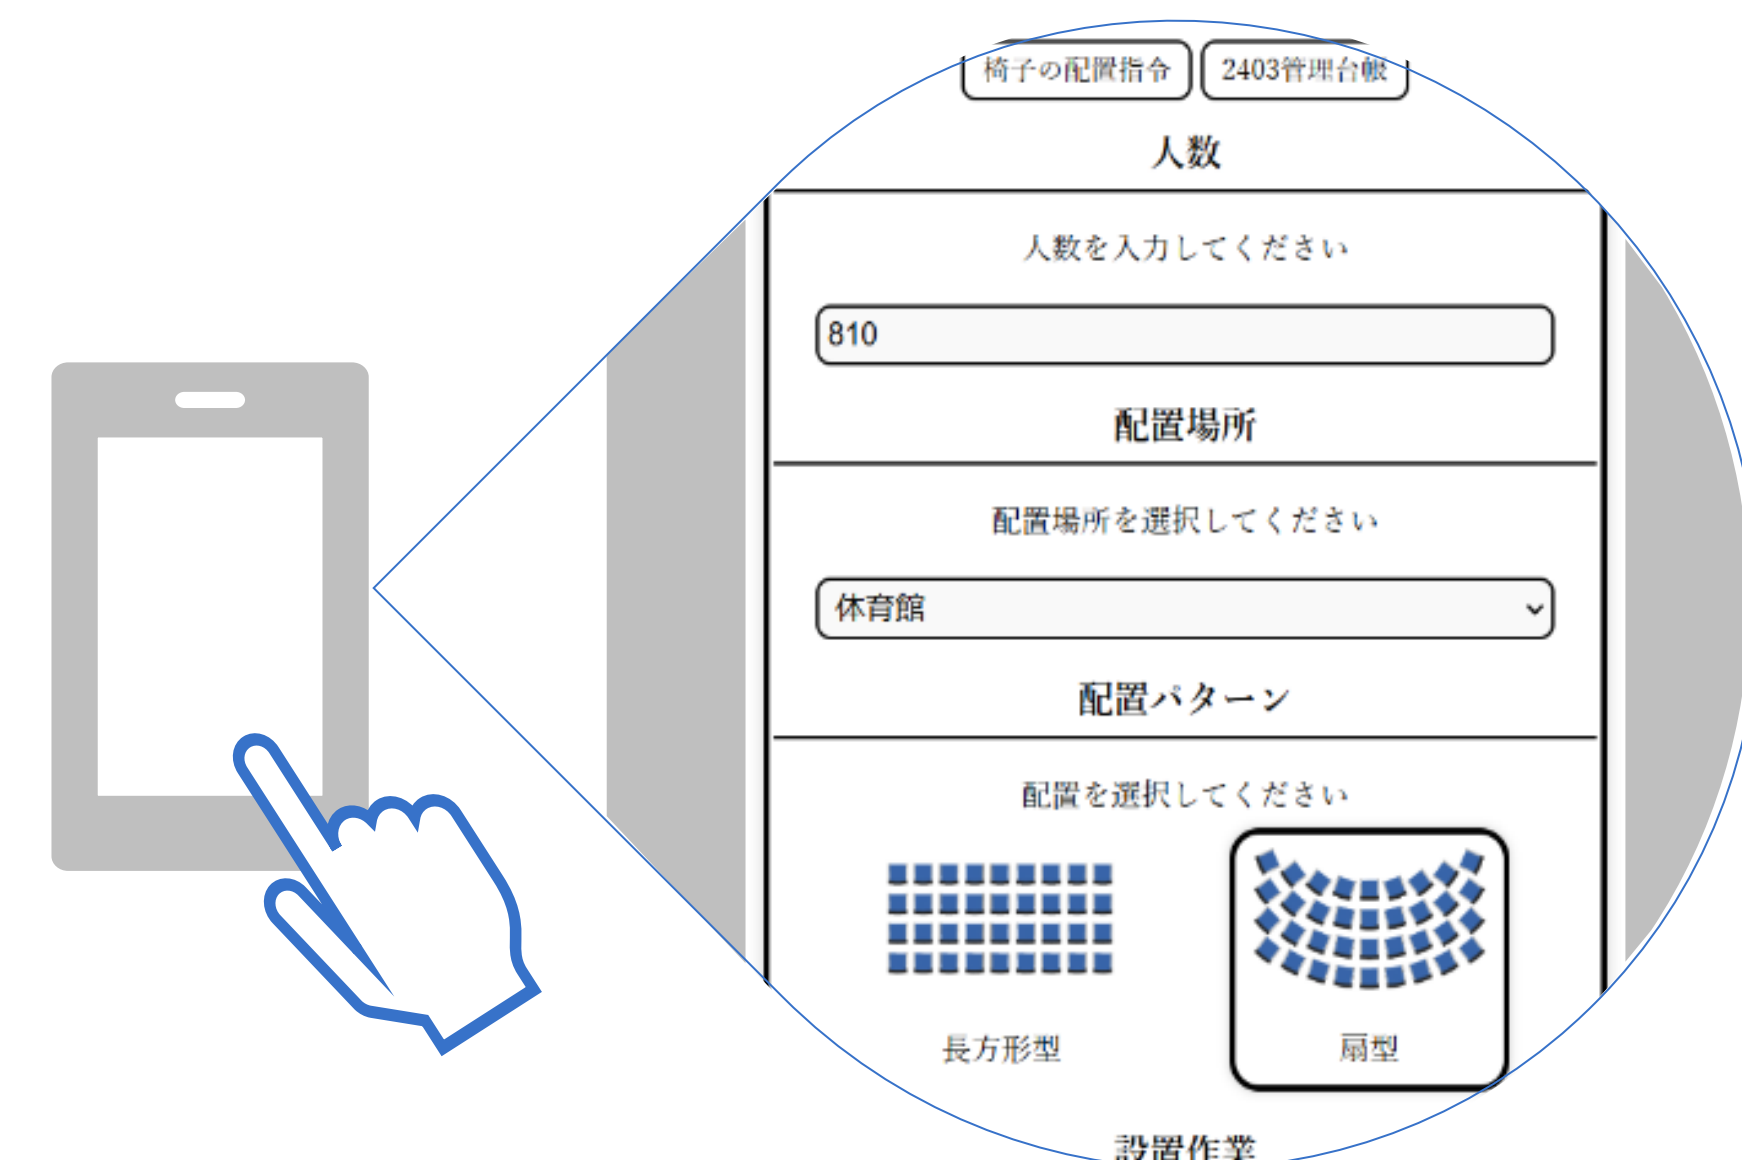 椅子の配置指令 2403管理台帳
人数
人数を入力してください
810
配置場所
配置場所を選択してください
体育館
配置パターン
配置を選択してください
長方形型 扇型
設置作業